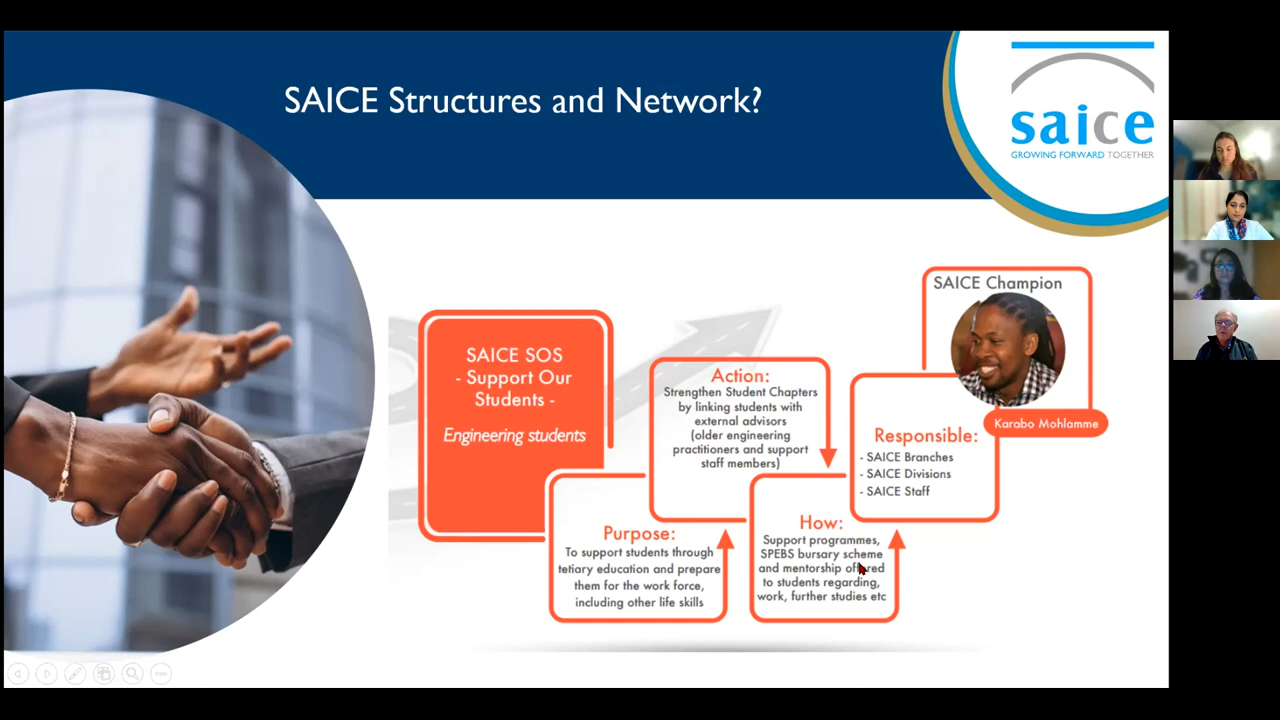 SAICE Structures and Network?
saice
GROWING FORWARD TOGETHER
SAICE SOS
- Support Our
Students -
Engineering students
Purpose:
To support students through
tetiary education and prepare
them for the work force,
including other life skills
Action:
Strengthen Student Chapters
by linking students with
external advisors
(older engineering
practitioners and support
staff members)
How:
Support programmes,
SPEBS bursary scheme
and mentorship offered
to students regarding,
work, further studies etc
Responsible:
- SAICE Branches
- SAICE Divisions
- SAICE Staff
SAICE Champion
Karabo Mohlamme